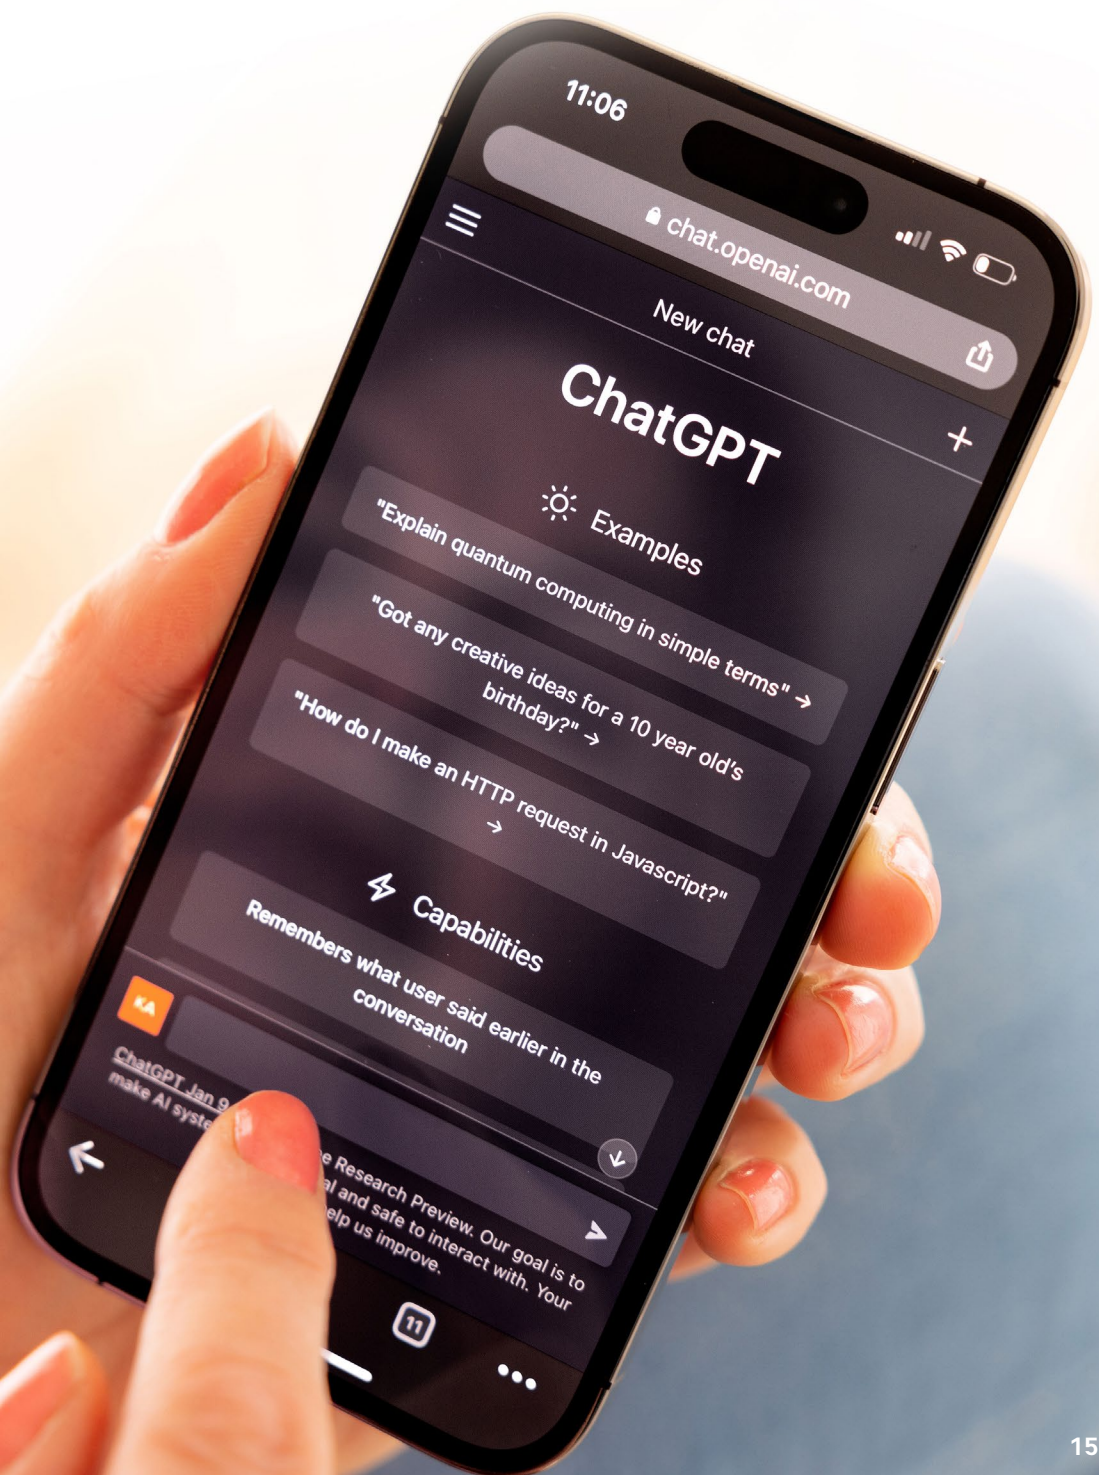 11:06
chat.openai.com
New chat
ChatGPT
Examples
"Explain quantum computing in simple terms" →
"Got any creative ideas for a 10 year old's
birthday?" →
"How do I make an HTTP request in Javascript?"
→
Capabilities
Remembers what user said earlier in the
conversation
KA
ChatGPT Jan 9 Research Preview. Our goal is to
make AI and safe to interact with. Your
us improve.
11
15